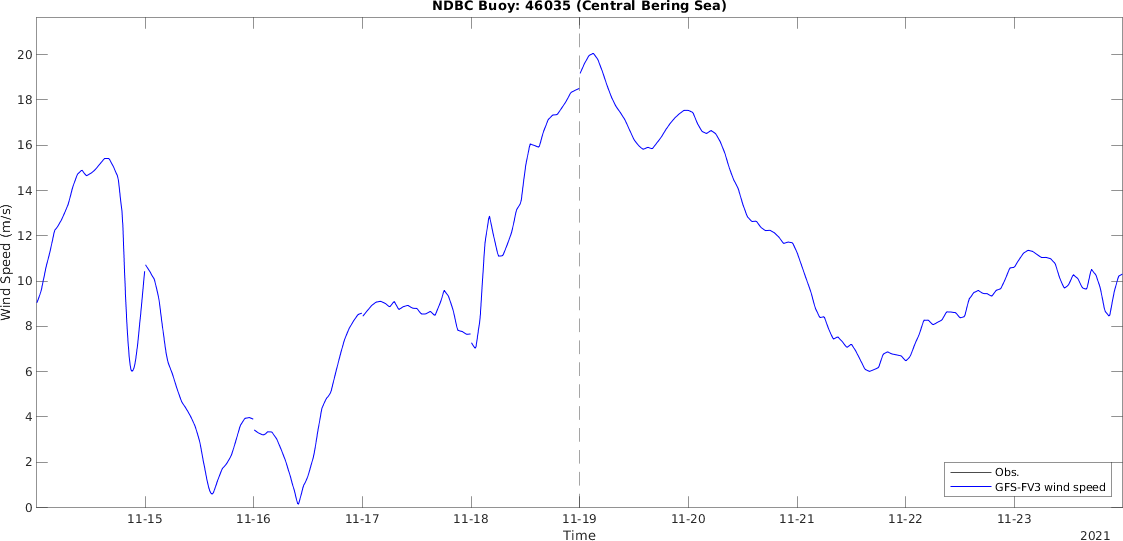 NDBC Buoy: 46035 (Central Bering Sea)
Wind Speed (m/s)
20
18
16
14
12
10
8
6
4
2
0
11-15 11-16 11-17 11-18 11-19 11-20 11-21 11-22 11-23
Time
2021
Obs.
GFS-FV3 wind speed